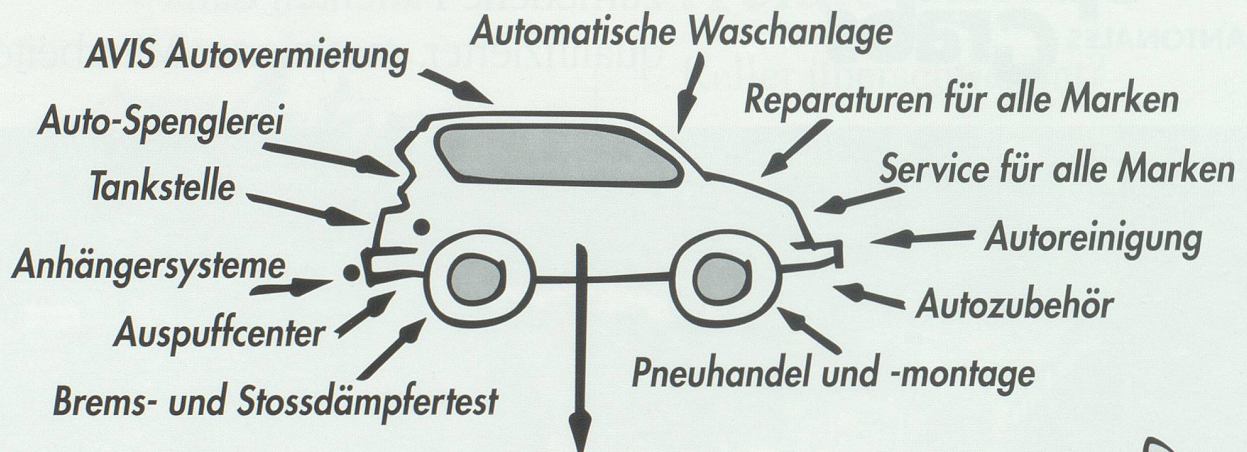 Automatische Waschanlage
AVIS Autovermietung
Reparaturen für alle Marken
Auto-Spenglerei
Service für alle Marken
Tankstelle
Autoreinigung
Anhängersysteme
Autozubehör
Auspuffcenter
Pneuhandel und -montage
Brems- und Stossdämpfertest